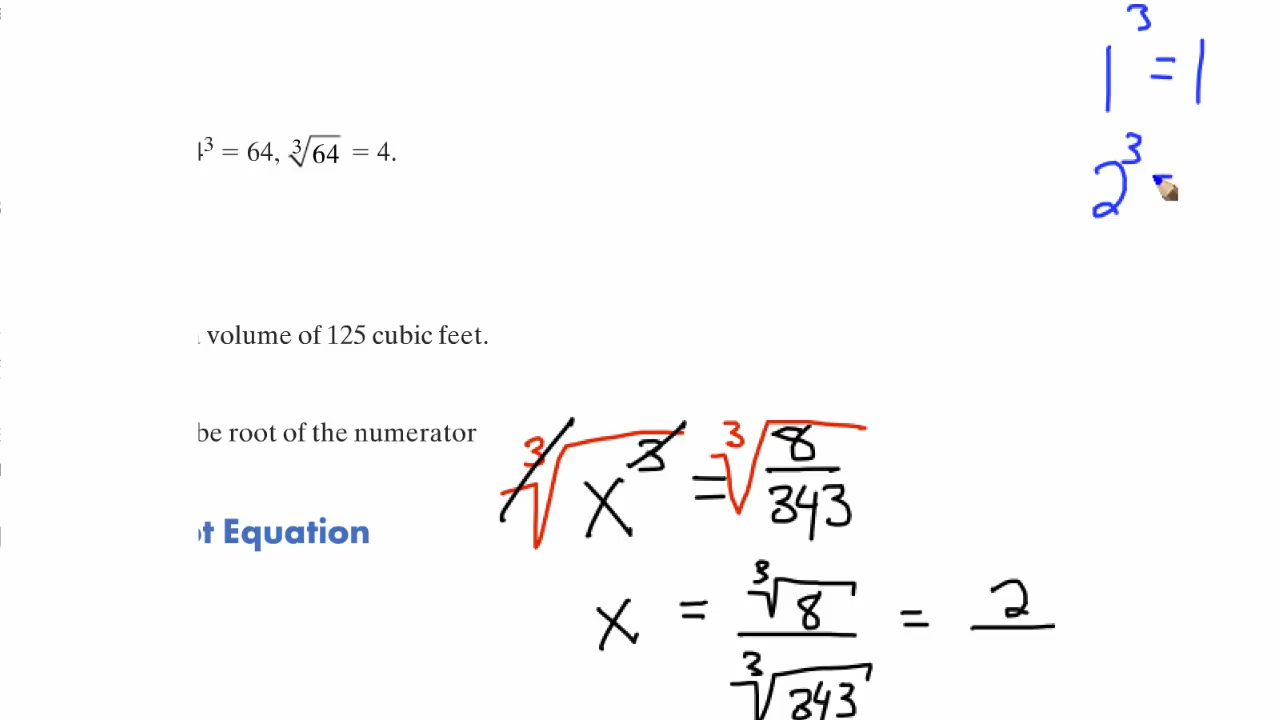 1³ = 1
³ = 64, ∛64 = 4.
2³
volume of 125 cubic feet.
be root of the numerator
∛x³ = ∛(8/343)
Equation
x = ∛8/∛343 = 2/